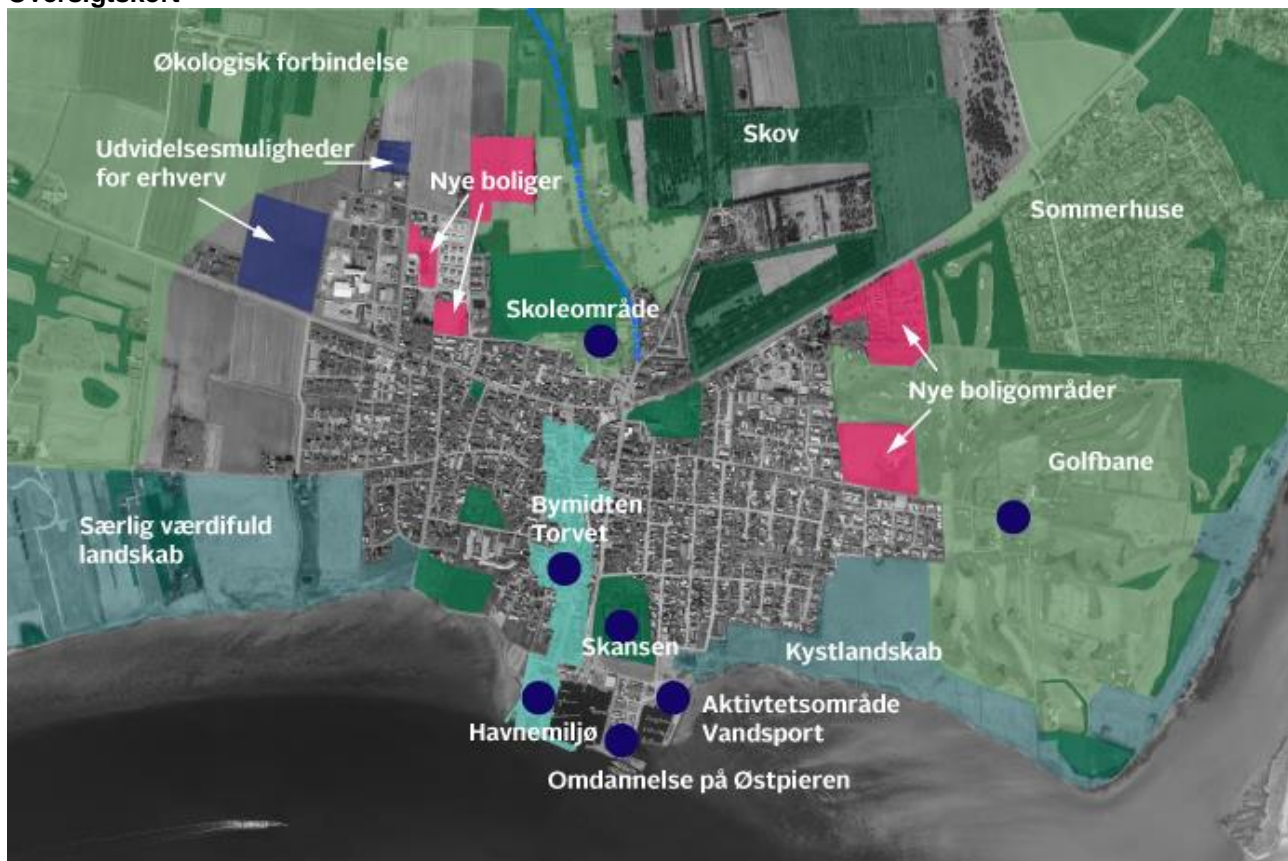 Oversigtskort
Økologisk forbindelse
Udvidelsesmuligheder
for erhverv
Nye boliger
Skov
Sommerhuse
Skoleområde
Nye boligområder
Golfbane
Særlig værdifuld
landskab
Bymidten
Torvet
Skansen
Kystlandskab
Havnemiljø
Aktivtetsområde
Vandsport
Omdannelse på Østpieren